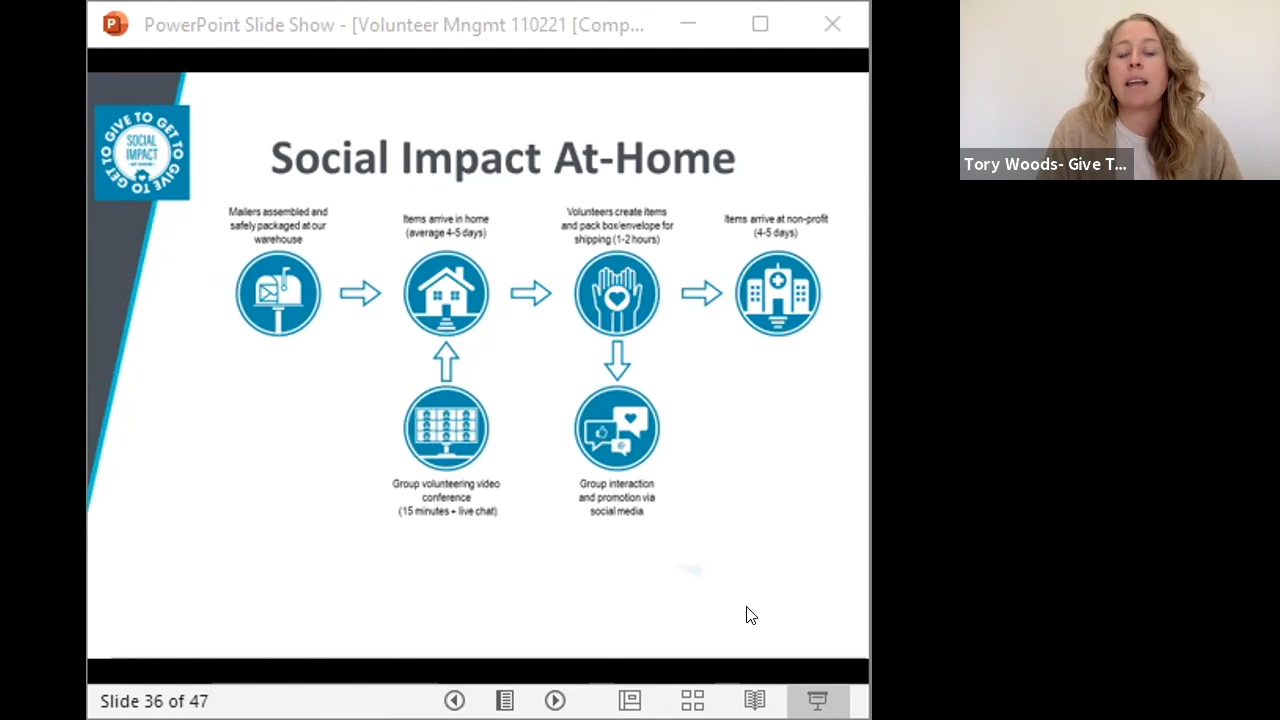 PowerPoint Slide Show - [Volunteer Mngmt 110221 [Comp...
Tory Woods- Give T...
TO GIVE TO GET TO GIVE TO GET
SOCIAL
IMPACT
Social Impact At-Home
Mailers assembled and
safely packaged at our
warehouse
Items arrive in home
(average 4-5 days)
Volunteers create items
and pack box/envelope for
shipping (1-2 hours)
Items arrive at non-profit
(4-5 days)
Group volunteering video
conference
(15 minutes + live chat)
Group interaction
and promotion via
social media
Slide 36 of 47